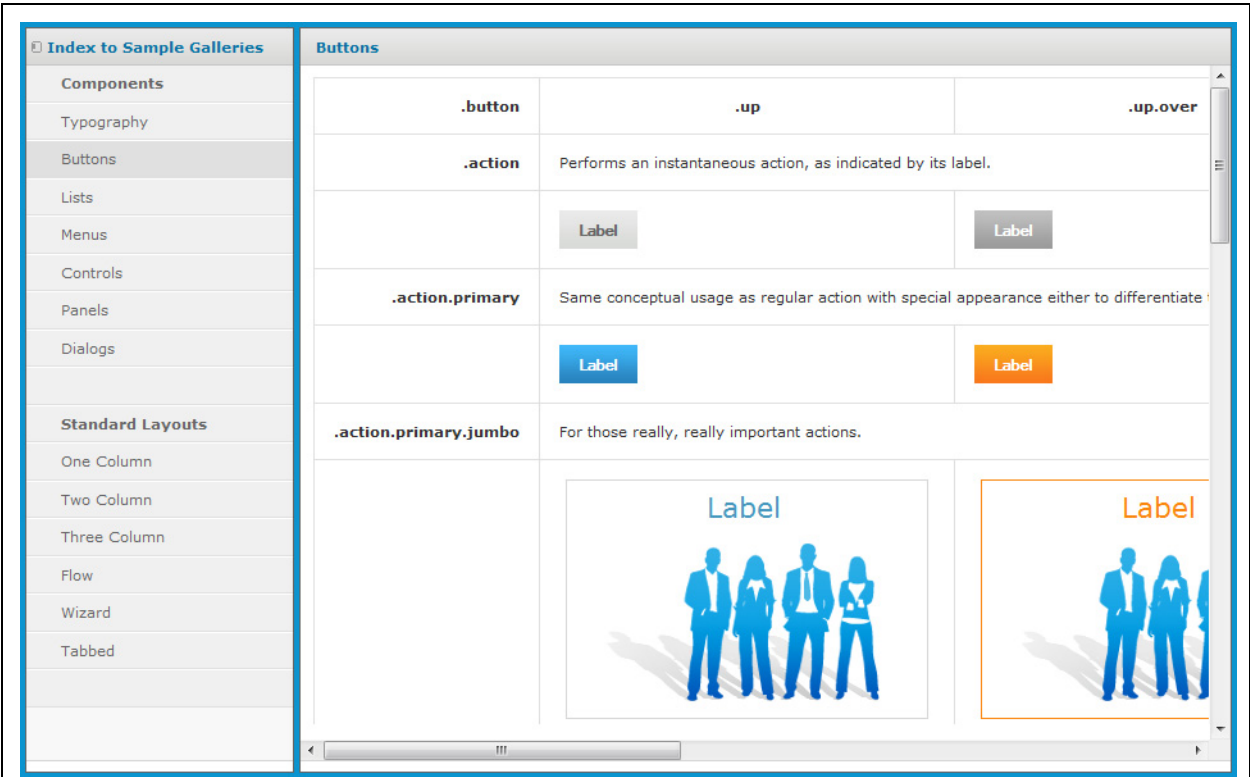 Index to Sample Galleries
Components
Typography
Buttons
Lists
Menus
Controls
Panels
Dialogs
Standard Layouts
One Column
Two Column
Three Column
Flow
Wizard
Tabbed
Buttons
.button .up .up.over
.action Performs an instantaneous action, as indicated by its label.
Label Label
.action.primary Same conceptual usage as regular action with special appearance either to differentiate
Label Label
.action.primary.jumbo For those really, really important actions.
Label Label